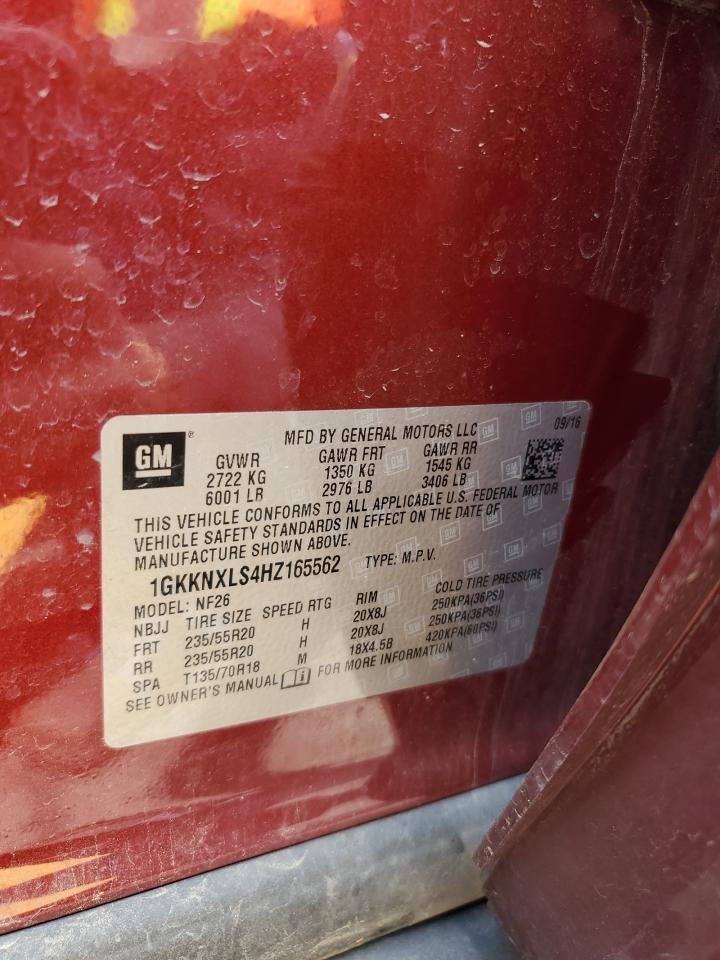 GM®
MFD BY GENERAL MOTORS LLC 09/16
GVWR GAWR FRT GAWR RR
2722 KG 1350 KG 1545 KG
6001 LB 2976 LB 3406 LB
THIS VEHICLE CONFORMS TO ALL APPLICABLE U.S. FEDERAL MOTOR
VEHICLE SAFETY STANDARDS IN EFFECT ON THE DATE OF
MANUFACTURE SHOWN ABOVE.
1GKKNXLS4HZ165562 TYPE: M.P.V.
MODEL: NF26
NBJJ TIRE SIZE SPEED RTG RIM COLD TIRE PRESSURE
FRT 235/55R20 H 20X8J 250KPA(36PSI)
RR 235/55R20 H 20X8J 250KPA(36PSI)
SPA T135/70R18 M 18X4.5B 420KPA(60PSI)
SEE OWNER'S MANUAL FOR MORE INFORMATION